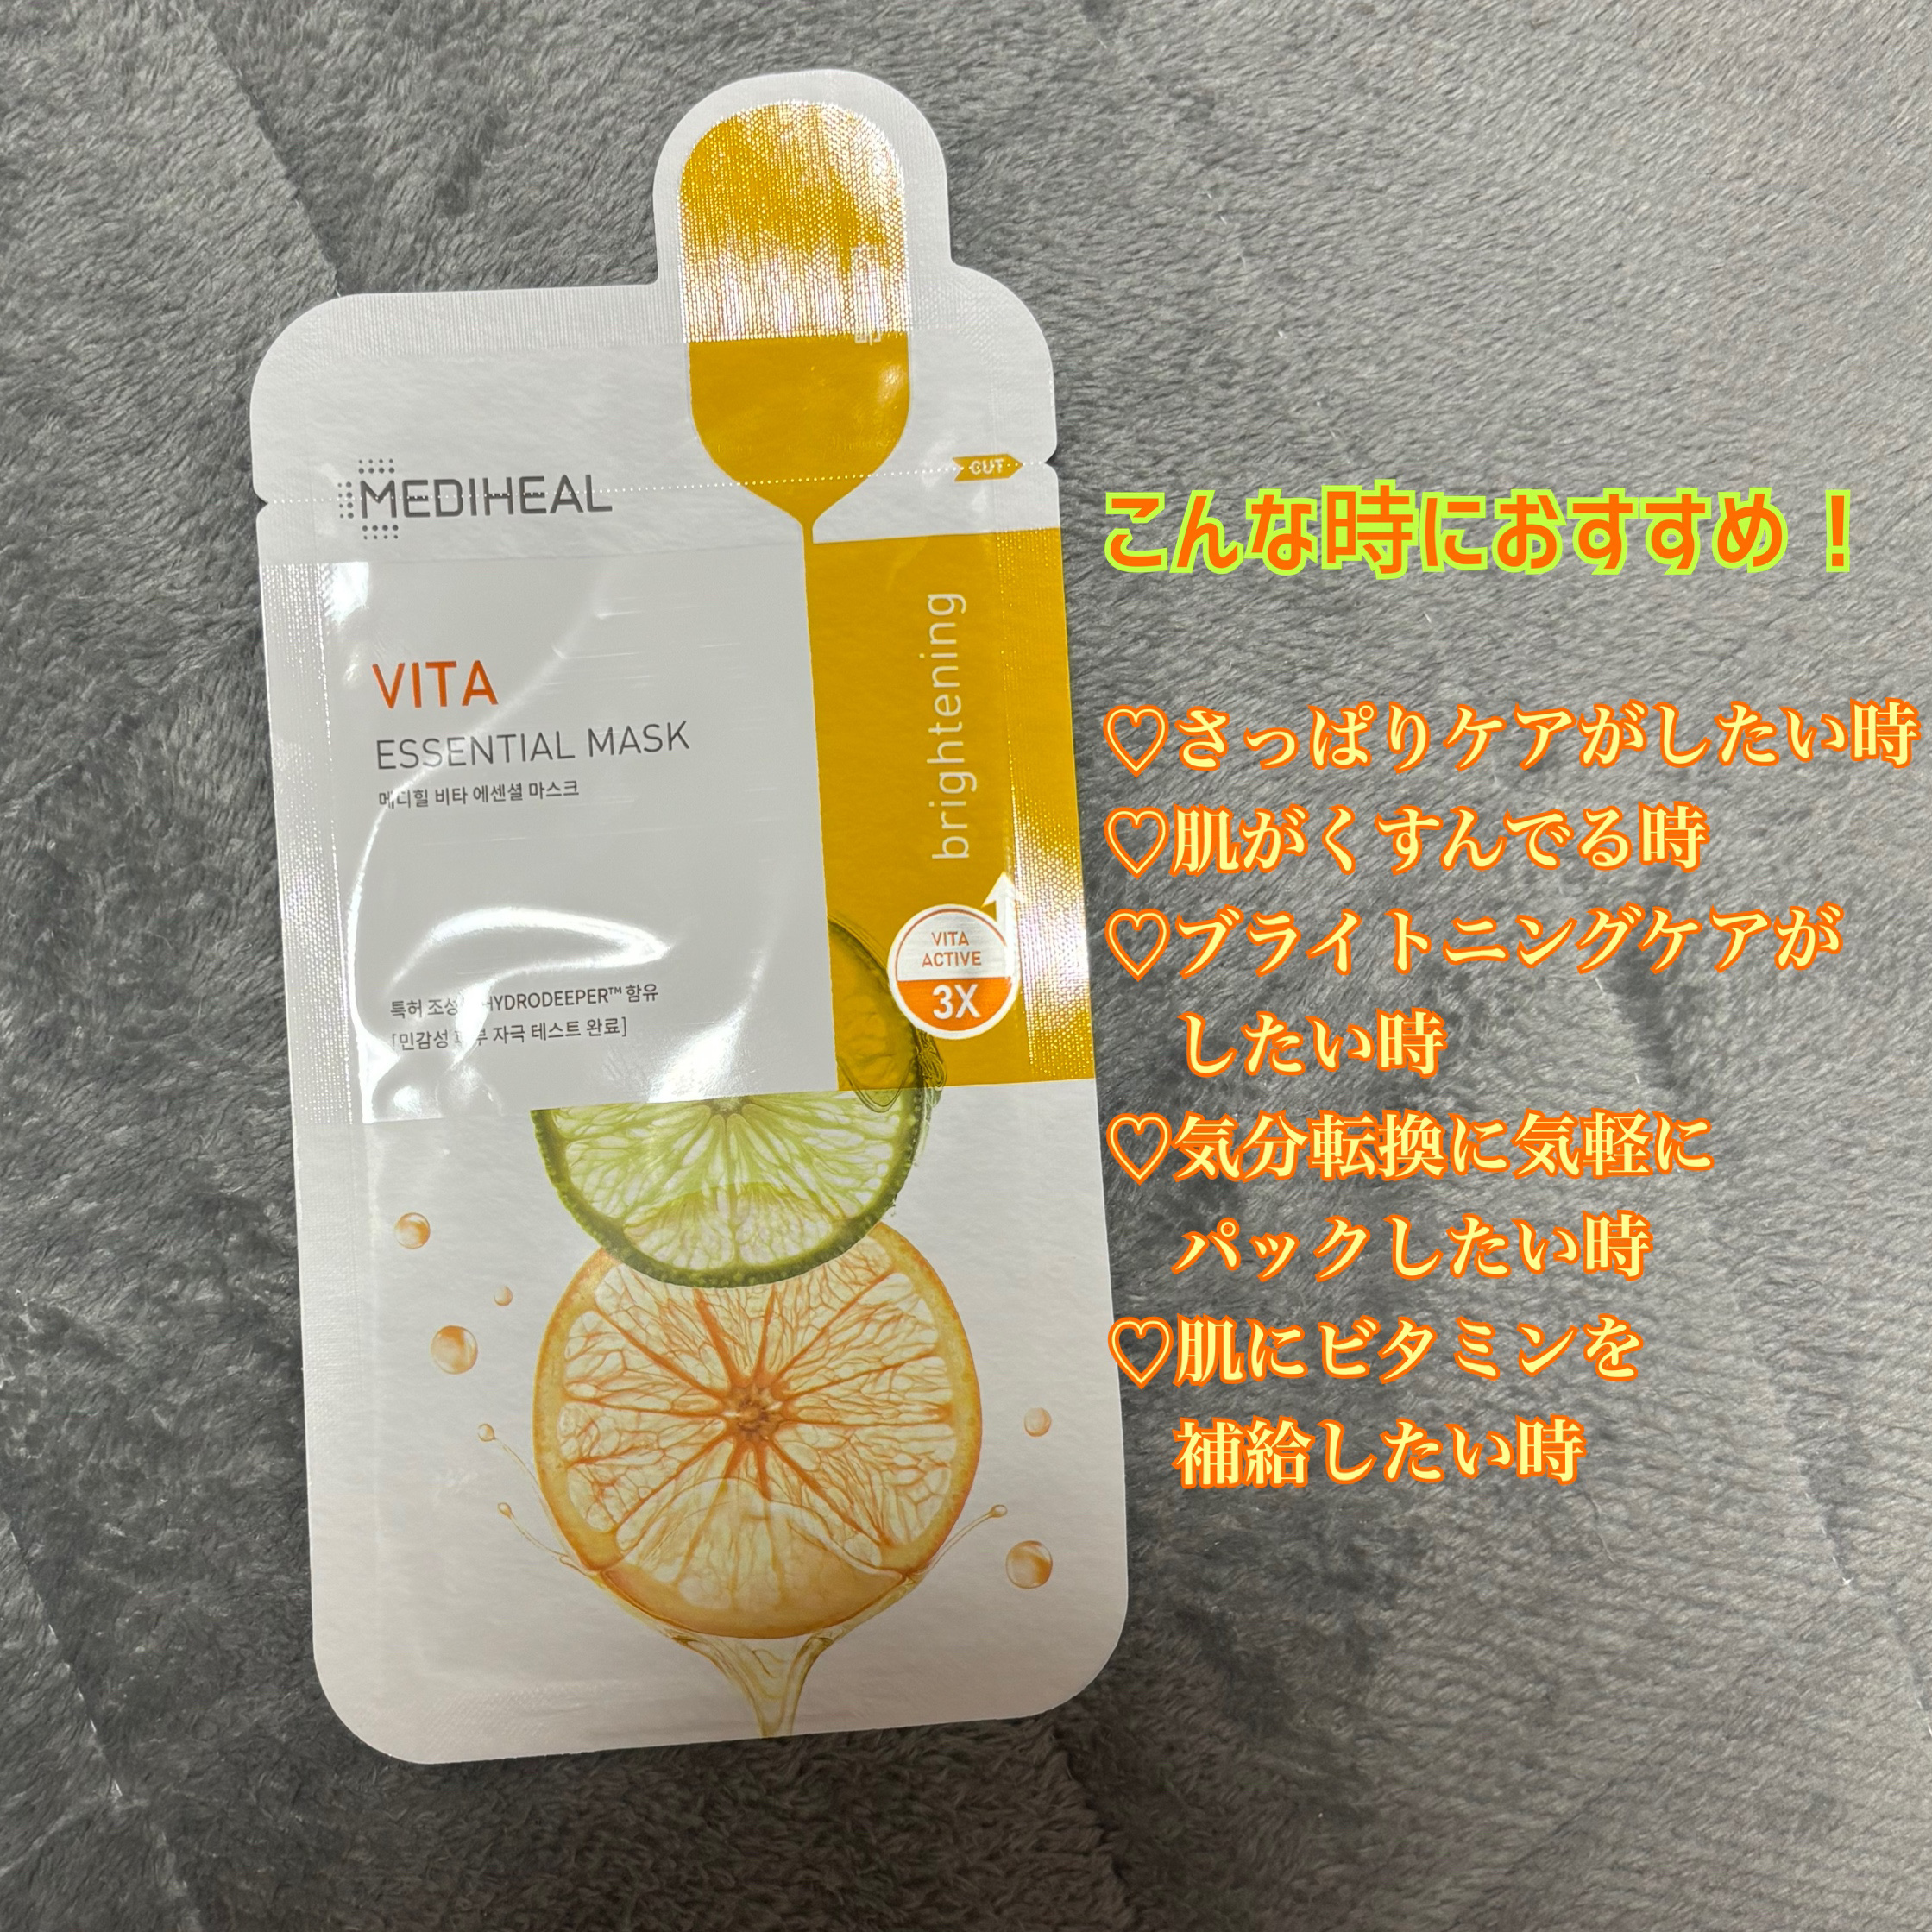 MEDIHEAL
CUT
VITA
ESSENTIAL MASK
메디힐 비타 에센셜 마스크
brightening
VITA
ACTIVE
3X
특허 조성 HYDRODEEPER™ 함유
[민감성 피부 자극 테스트 완료]
こんな時におすすめ！
♡さっぱりケアがしたい時
♡肌がくすんでる時
♡ブライトニングケアが
したい時
♡気分転換に気軽に
パックしたい時
♡肌にビタミンを
補給したい時